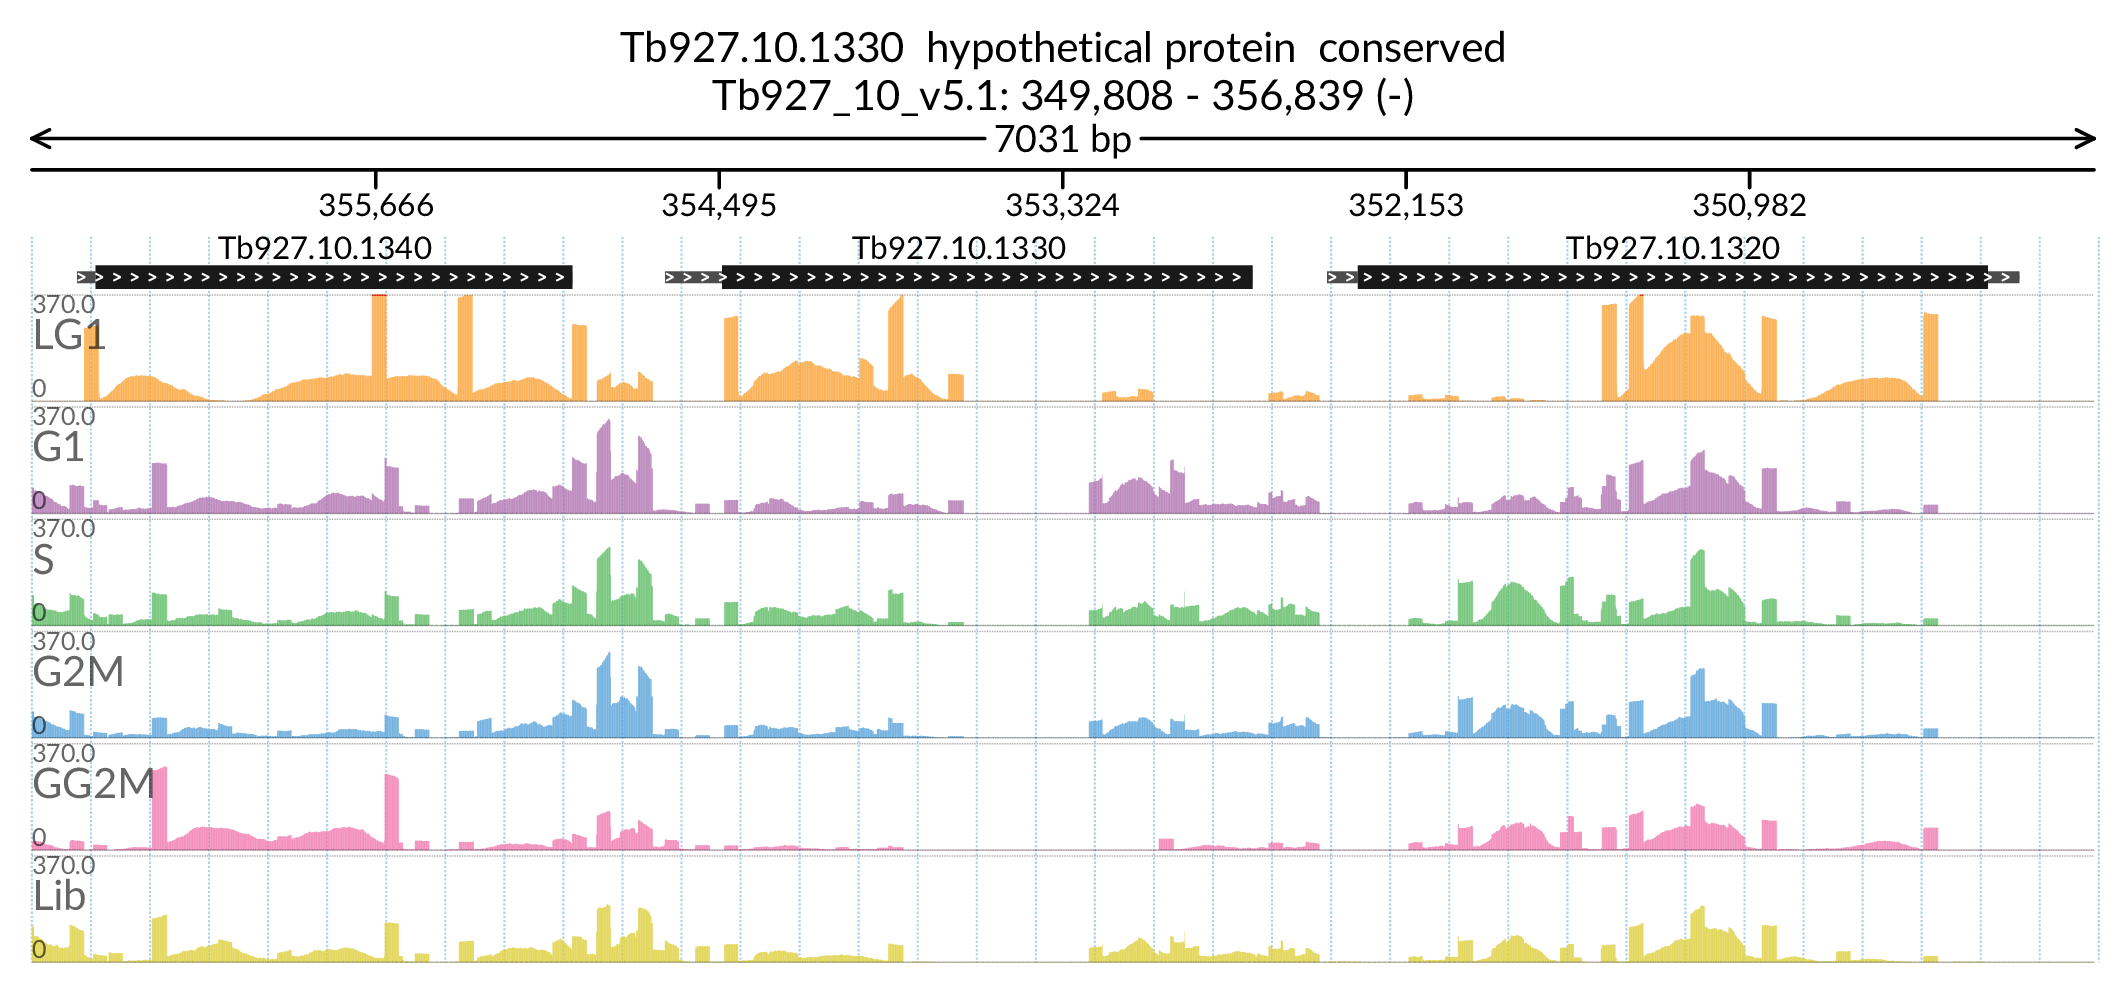 Tb927.10.1330  hypothetical protein  conserved
Tb927_10_v5.1: 349,808 - 356,839 (-)
7031 bp
355,666 354,495 353,324 352,153 350,982
Tb927.10.1340 Tb927.10.1330 Tb927.10.1320
370.0
LG1
0
370.0
G1
0
370.0
S
0
370.0
G2M
0
370.0
GG2M
0
370.0
Lib
0